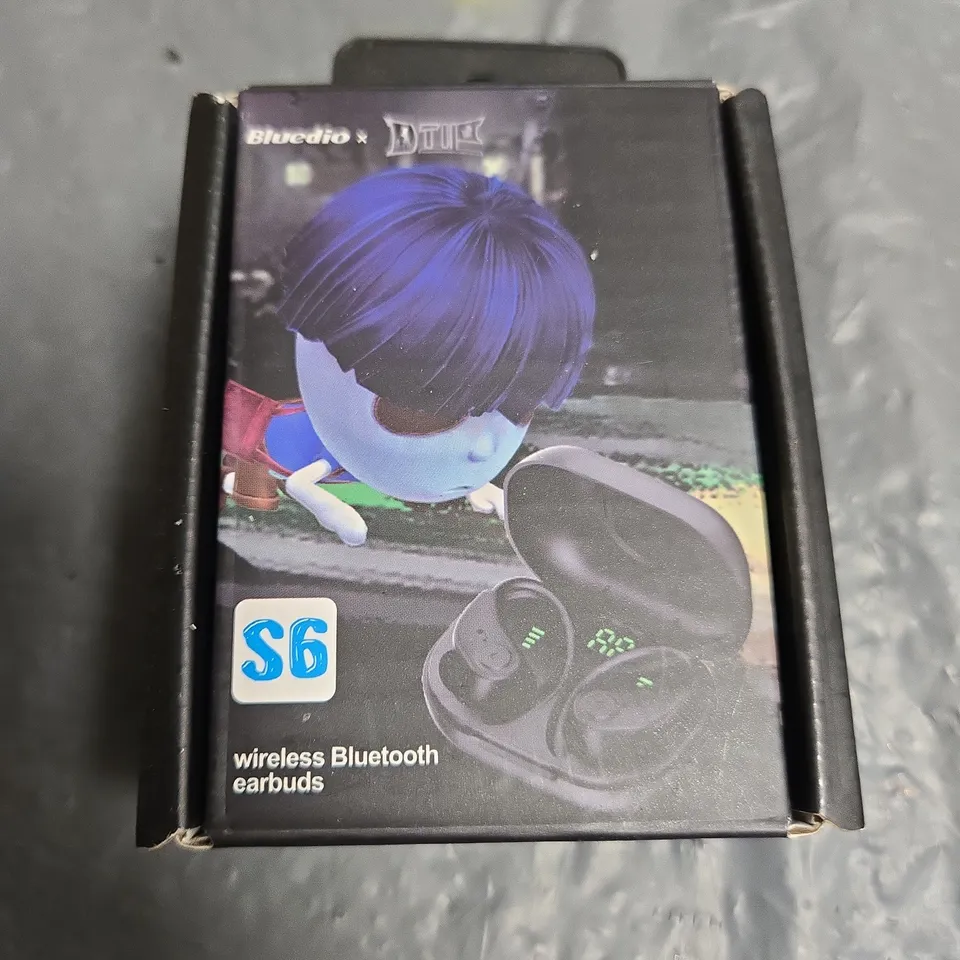 Bluedio x
S6
wireless Bluetooth
earbuds